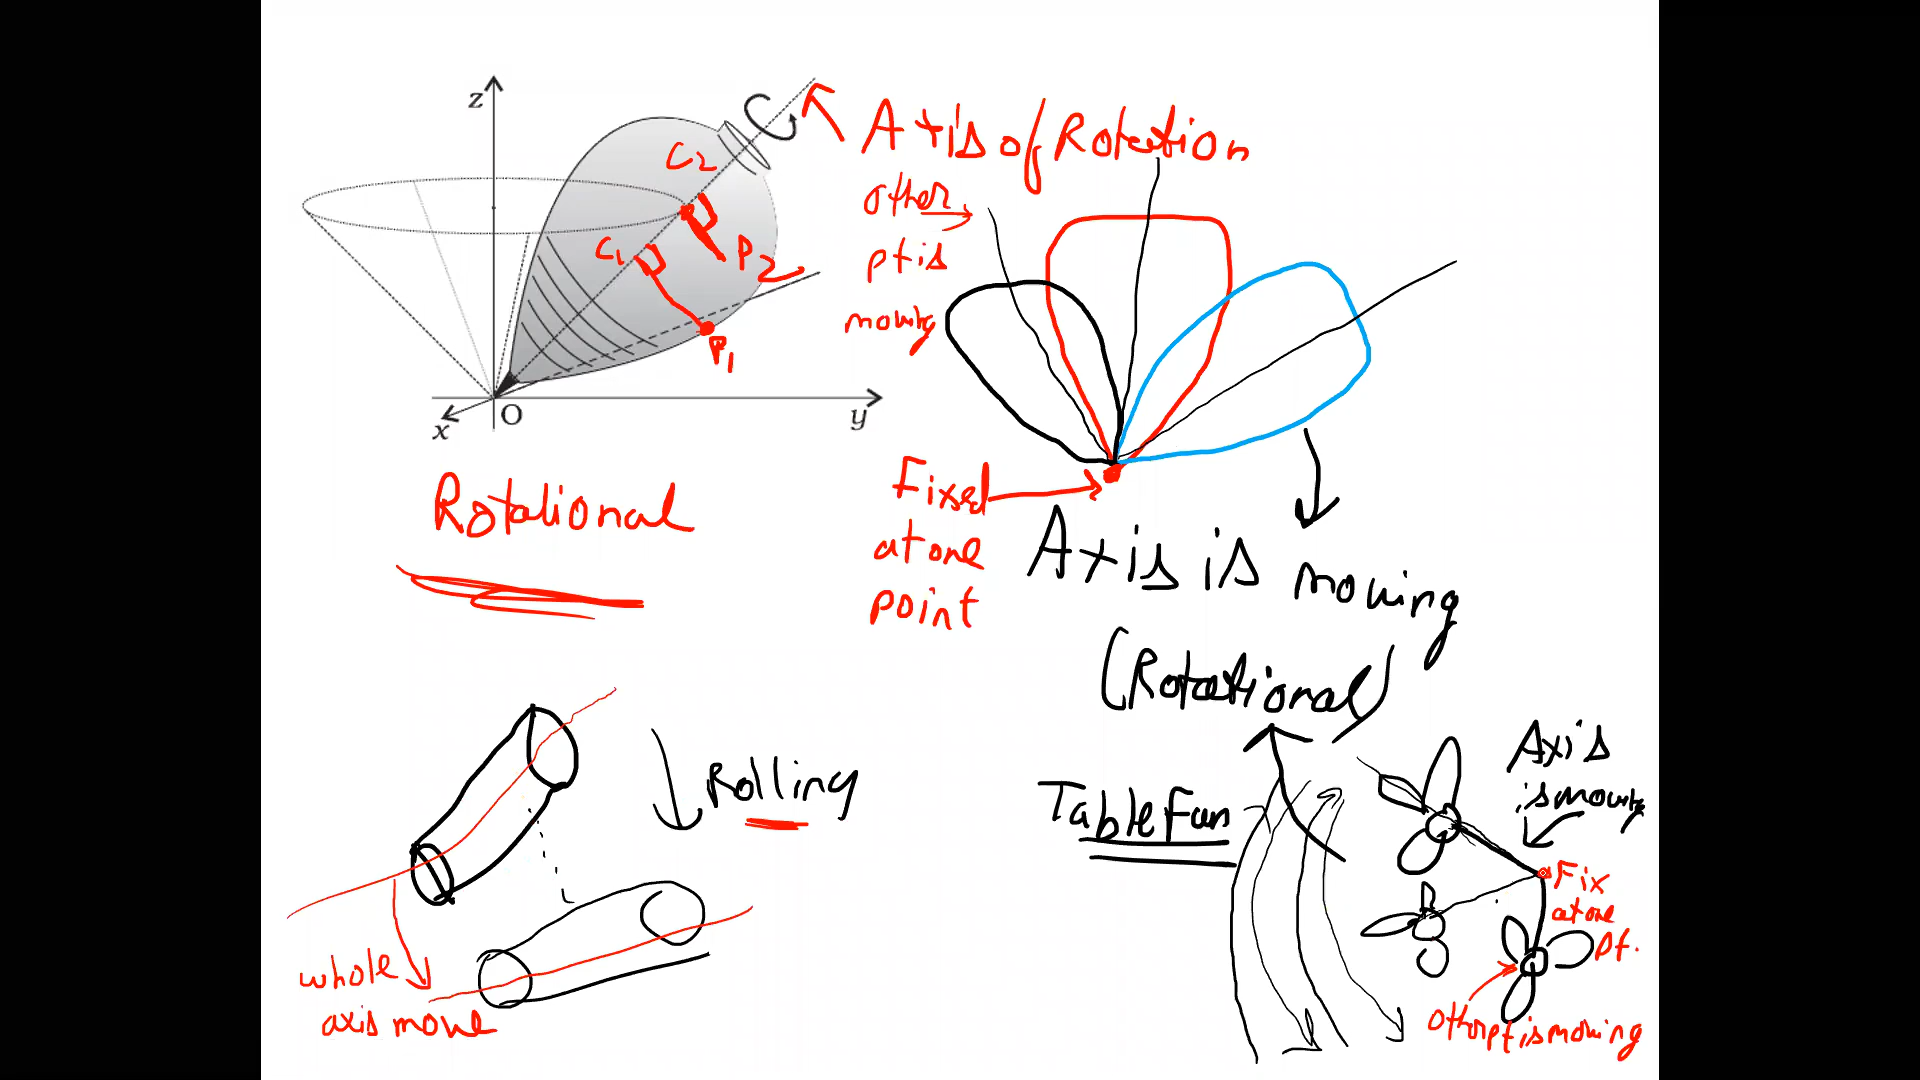 z
C2
C1
P2
P1
O
x
y
Axis of Rotation
other
pt is
moving
Rotational
Fixed
at one
point
Axis is moving
(Rotational)
Rolling
whole
axis move
Table Fan
Axis
is moving
Fix
at one
pt.
other pt is moving